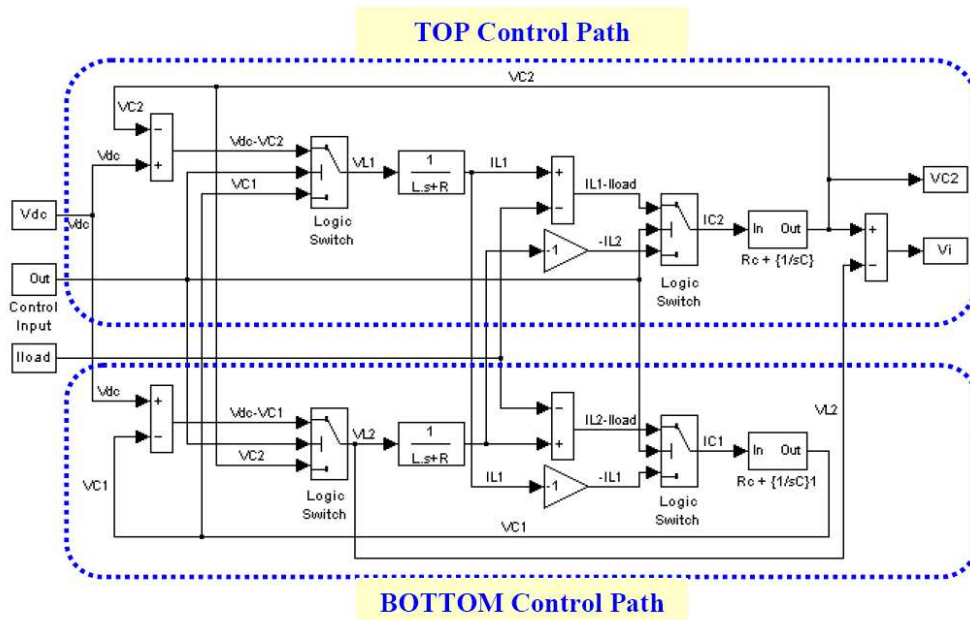 TOP Control Path
VC2
VC2
Vdc
Vdc-VC2
VC1
VL1
1
L.s+R
IL1
+
-
IL1-Iload
-1
-IL2
IC2
In Out
Rc + {1/sC}
VC2
Vi
Logic
Switch
Logic
Switch
Vdc
Vdc
Out
Control
Input
Iload
Vdc
Vdc-VC1
VC2
VL2
1
L.s+R
IL1
-
+
IL2-Iload
-1
-IL1
IC1
In Out
Rc + {1/sC}1
VL2
VC1
Logic
Switch
Logic
Switch
VC1
BOTTOM Control Path